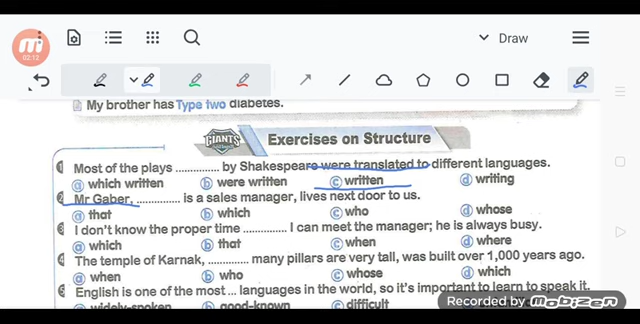 m
02:12
Draw
My brother has Type two diabetes.
GIANTS
Exercises on Structure
1 Most of the plays ............ by Shakespeare were translated to different languages.
a which written b were written c written d writing
2 Mr Gaber, ............ is a sales manager, lives next door to us.
a that b which c who d whose
3 I don't know the proper time ............ I can meet the manager; he is always busy.
a which b that c when d where
4 The temple of Karnak, ............ many pillars are very tall, was built over 1,000 years ago.
a when b who c whose d which
5 English is one of the most ... languages in the world, so it's important to learn to speak it.
a widely-spoken b good-known c difficult
Recorded by Mobizen